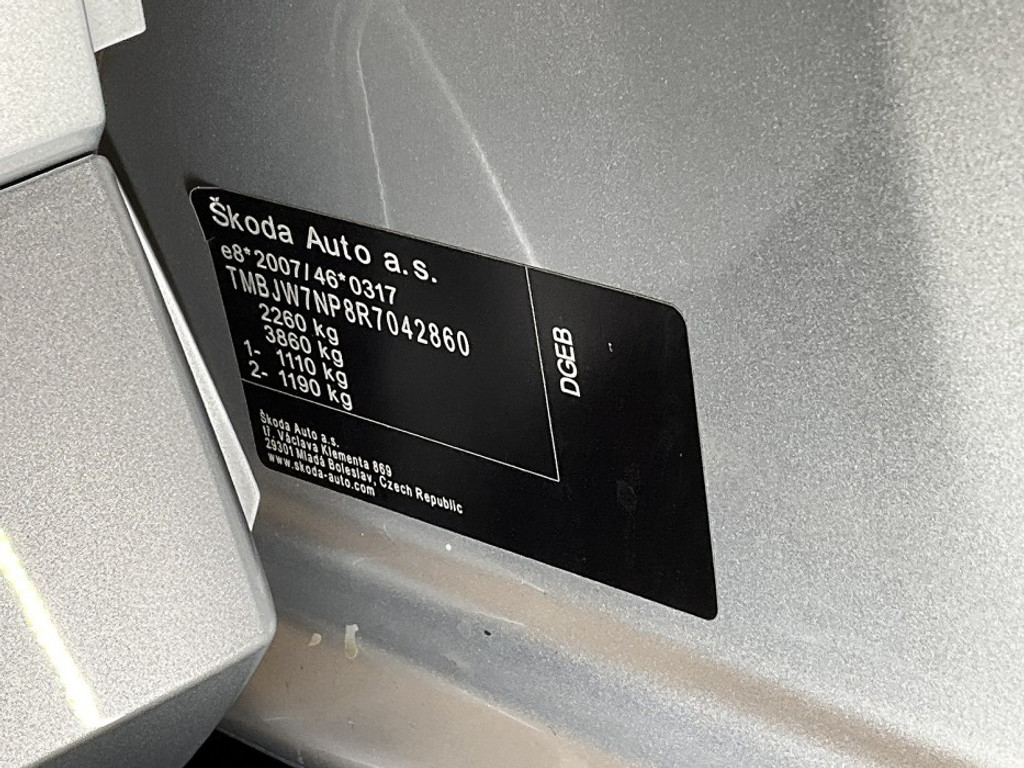 Škoda Auto a.s.
e8*2007/46*0317
TMBJW7NP8R7042860
2260 kg
3860 kg
1- 1110 kg
2- 1190 kg
DGEB
Škoda Auto a.s.
tř. Václava Klementa 869
29301 Mladá Boleslav, Czech Republic
www.skoda-auto.com